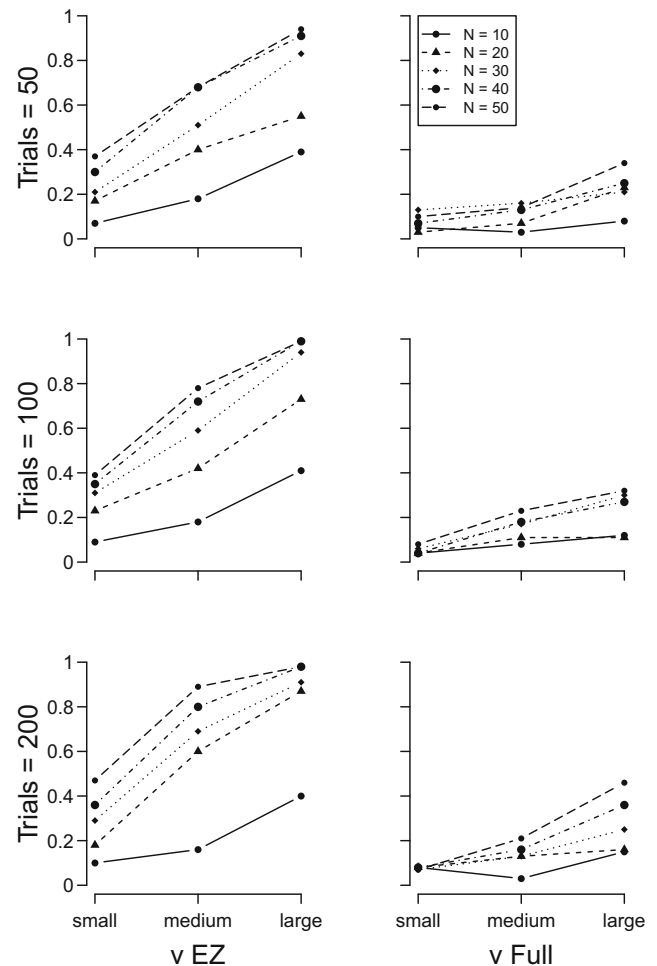 Trials = 50
1
0.8
0.6
0.4
0.2
0
N = 10
N = 20
N = 30
N = 40
N = 50
Trials = 100
1
0.8
0.6
0.4
0.2
0
Trials = 200
1
0.8
0.6
0.4
0.2
0
small medium large
small medium large
v EZ
v Full